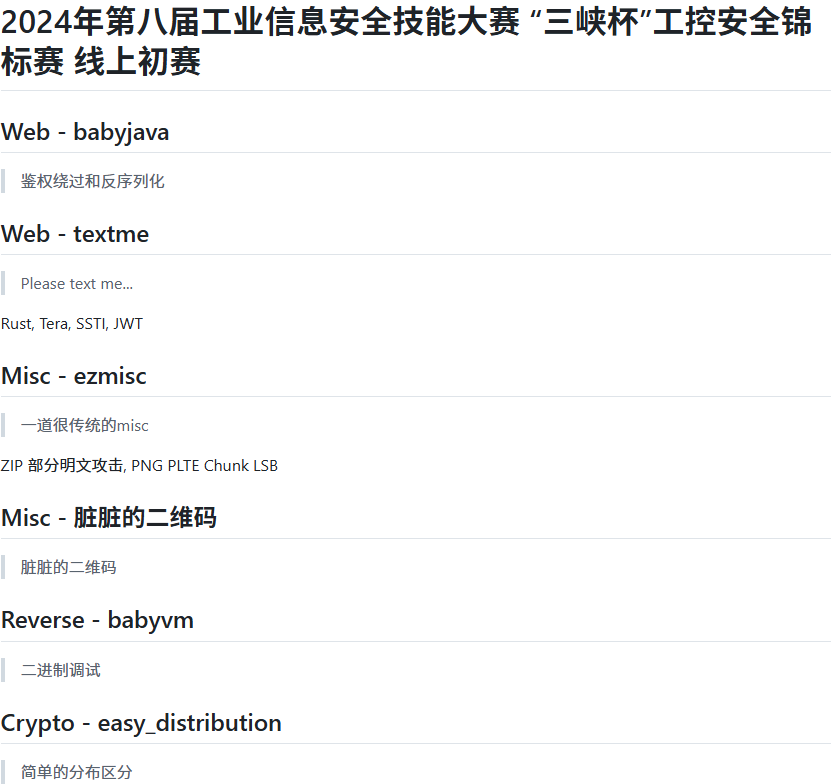 2024年第八届工业信息安全技能大赛 “三峡杯”工控安全锦
标赛 线上初赛
Web - babyjava
鉴权绕过和反序列化
Web - textme
Please text me...
Rust, Tera, SSTI, JWT
Misc - ezmisc
一道很传统的misc
ZIP 部分明文攻击, PNG PLTE Chunk LSB
Misc - 脏脏的二维码
脏脏的二维码
Reverse - babyvm
二进制调试
Crypto - easy_distribution
简单的分布区分